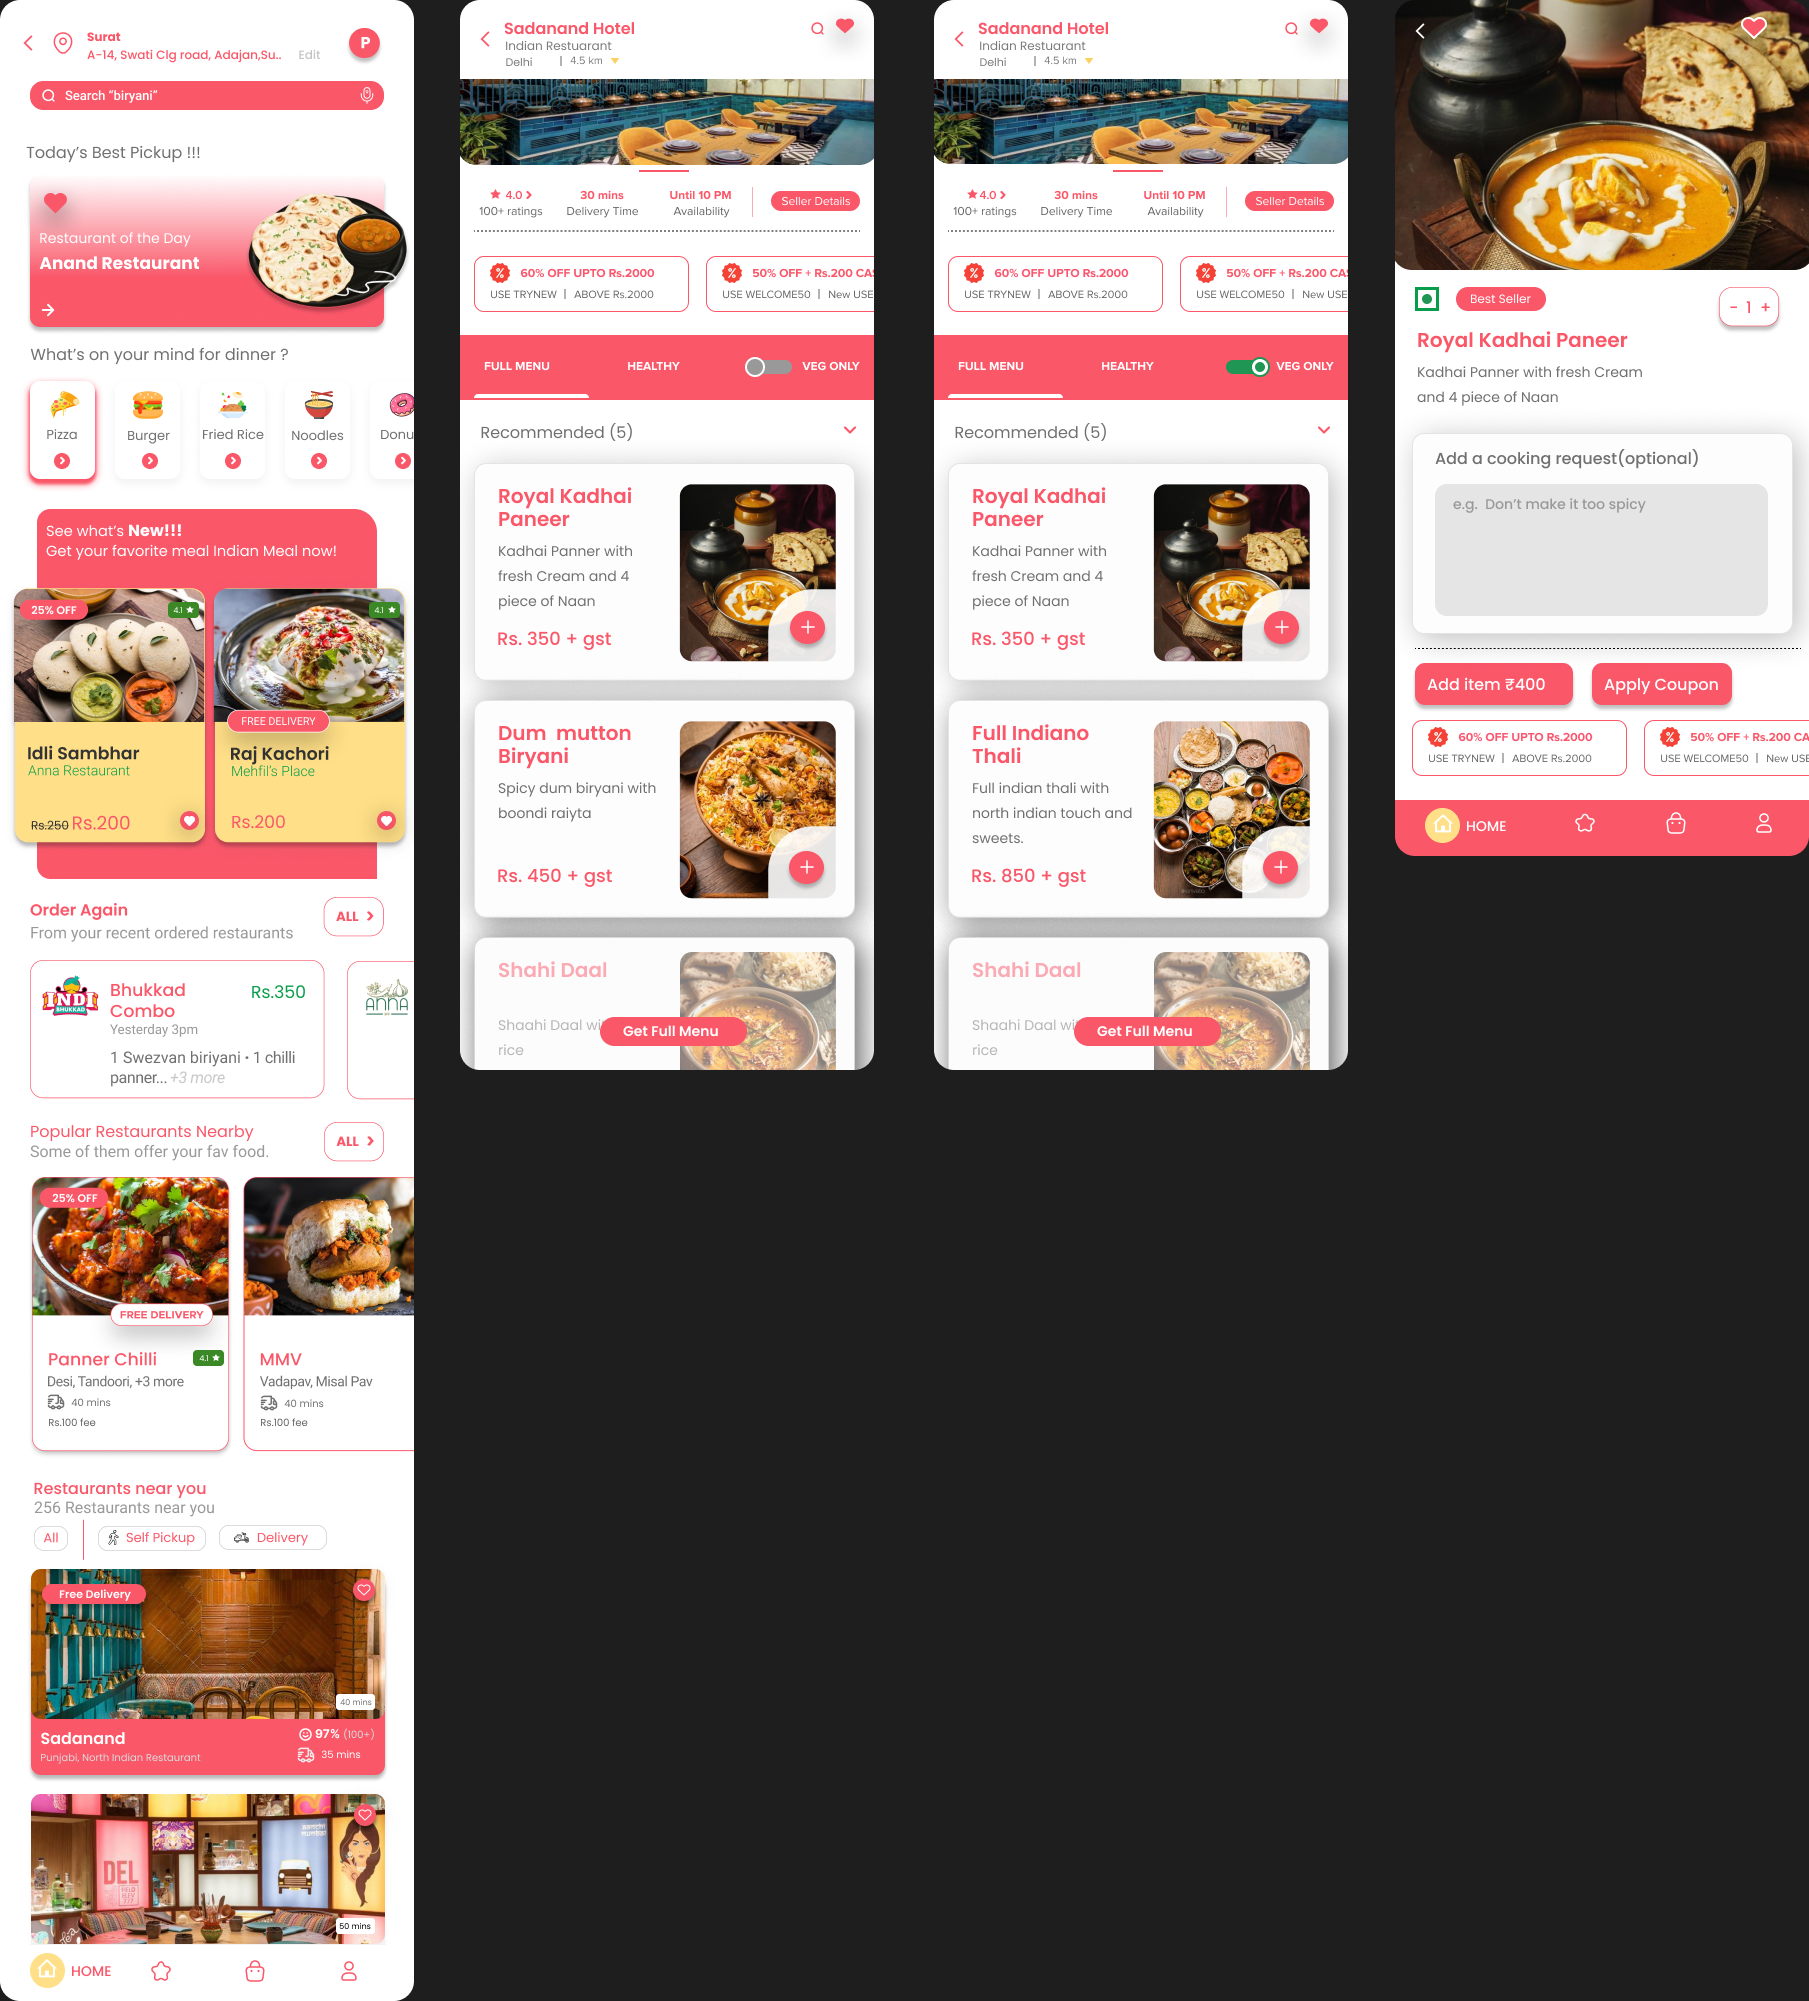 Surat
A-14, Swati Clg road, Adajan,Su..
Edit
P
Search “biryani”
Today’s Best Pickup !!!
Restaurant of the Day
Anand Restaurant
What’s on your mind for dinner ?
Pizza
Burger
Fried Rice
Noodles
Donu
See what’s New!!!
Get your favorite meal Indian Meal now!
25% OFF
4.1
4.1
FREE DELIVERY
Idli Sambhar
Anna Restaurant
Rs.250 Rs.200
Raj Kachori
Mehfil’s Place
Rs.200
Order Again
From your recent ordered restaurants
ALL
INDI
BHUKKAD
Bhukkad
Combo
Rs.350
Yesterday 3pm
1 Swezvan biriyani • 1 chilli
panner... +3 more
ANNA
Popular Restaurants Nearby
Some of them offer your fav food.
ALL
25% OFF
FREE DELIVERY
Panner Chilli
4.1
Desi, Tandoori, +3 more
40 mins
Rs.100 fee
MMV
Vadapav, Misal Pav
40 mins
Rs.100 fee
Restaurants near you
256 Restaurants near you
All
Self Pickup
Delivery
Free Delivery
40 mins
Sadanand
Punjabi, North Indian Restaurant
97% (100+)
35 mins
aamchi
mumbai
DEL
50 mins
HOME
Sadanand Hotel
Indian Restuarant
Delhi | 4.5 km
4.0
100+ ratings
30 mins
Delivery Time
Until 10 PM
Availability
Seller Details
60% OFF UPTO Rs.2000
USE TRYNEW | ABOVE Rs.2000
50% OFF + Rs.200 CAS
USE WELCOME50 | New USE
FULL MENU
HEALTHY
VEG ONLY
Recommended (5)
Royal Kadhai
Paneer
Kadhai Panner with
fresh Cream and 4
piece of Naan
Rs. 350 + gst
Dum mutton
Biryani
Spicy dum biryani with
boondi raiyta
Rs. 450 + gst
Shahi Daal
Shaahi Daal wi
rice
Get Full Menu
Sadanand Hotel
Indian Restuarant
Delhi | 4.5 km
4.0
100+ ratings
30 mins
Delivery Time
Until 10 PM
Availability
Seller Details
60% OFF UPTO Rs.2000
USE TRYNEW | ABOVE Rs.2000
50% OFF + Rs.200 CAS
USE WELCOME50 | New USE
FULL MENU
HEALTHY
VEG ONLY
Recommended (5)
Royal Kadhai
Paneer
Kadhai Panner with
fresh Cream and 4
piece of Naan
Rs. 350 + gst
Full Indiano
Thali
Full indian thali with
north indian touch and
sweets.
Rs. 850 + gst
Shahi Daal
Shaahi Daal wi
rice
Get Full Menu
Best Seller
- 1 +
Royal Kadhai Paneer
Kadhai Panner with fresh Cream
and 4 piece of Naan
Add a cooking request(optional)
e.g. Don’t make it too spicy
Add item ₹400
Apply Coupon
60% OFF UPTO Rs.2000
USE TRYNEW | ABOVE Rs.2000
50% OFF + Rs.200 CA
USE WELCOME50 | New USE
HOME